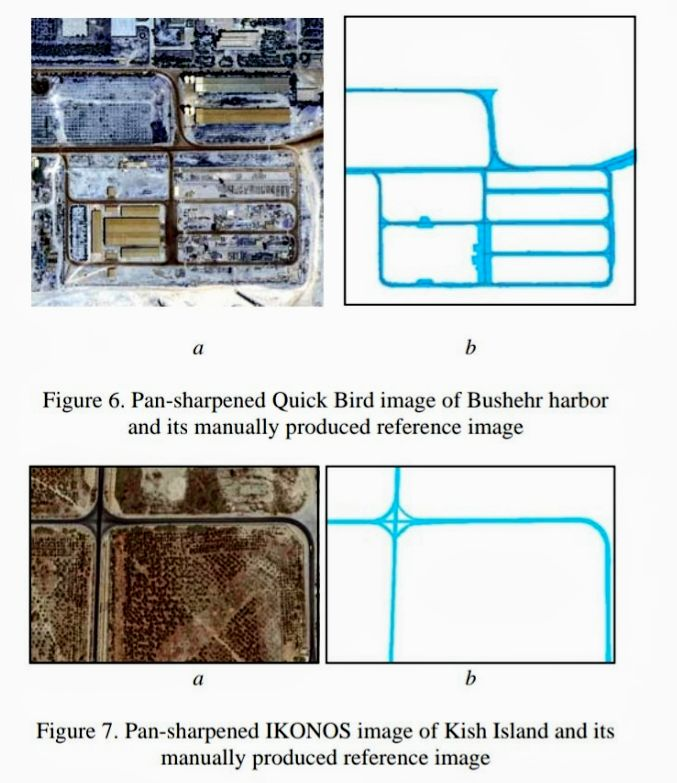 a b
Figure 6. Pan-sharpened Quick Bird image of Bushehr harbor
and its manually produced reference image
a b
Figure 7. Pan-sharpened IKONOS image of Kish Island and its
manually produced reference image